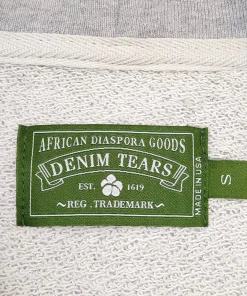 AFRICAN DIASPORA GOODS
DENIM TEARS
EST. 1619
~ REG. TRADEMARK ~
MADE IN USA
S